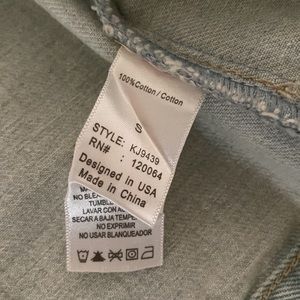 100%Cotton/Cotton
S
STYLE: KJ9439
RN# : 120064
Designed in USA
Made in China
NO BLE
TUMBL
LAVAR CON A
SECAR A BAJA TEMPER
NO EXPRIMIR
NO USAR BLANQUEADOR